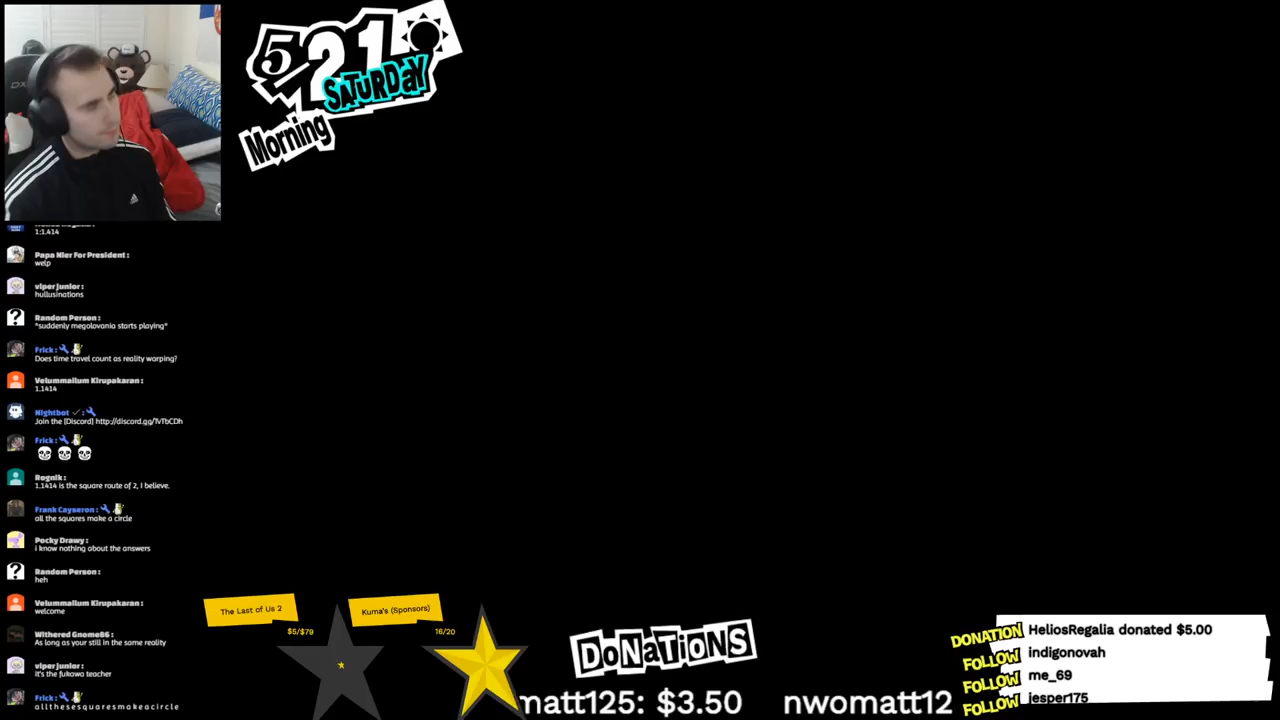 5/21
SATURDaY
Morning
1:1.414
Papa Nier For President :
welp
viper junior :
hullusinations
Random Person :
*suddenly megolovania starts playing*
Frick :
Does time travel count as reality warping?
Velummailum Kirupakaran :
1.1414
Nightbot ✓ :
Join the [Discord] http://discord.gg/1VTbCDh
Frick :
Rognik :
1.1414 is the square route of 2, I believe.
Frank Cayseron :
all the squares make a circle
Pocky Drawy :
i know nothing about the answers
Random Person :
heh
Velummailum Kirupakaran :
welcome
Withered Gnome86 :
As long as your still in the same reality
viper junior :
it's the fukawa teacher
Frick :
a l l t h e s e s q u a r e s m a k e a c i r c l e
The Last of Us 2
$5/$79
Kuma's (Sponsors)
16/20
DoNaTiONS
matt125: $3.50 nwomatt12
DONATION HeliosRegalia donated $5.00
FOLLOW indigonovah
FOLLOW me_69
FOLLOW jesper175